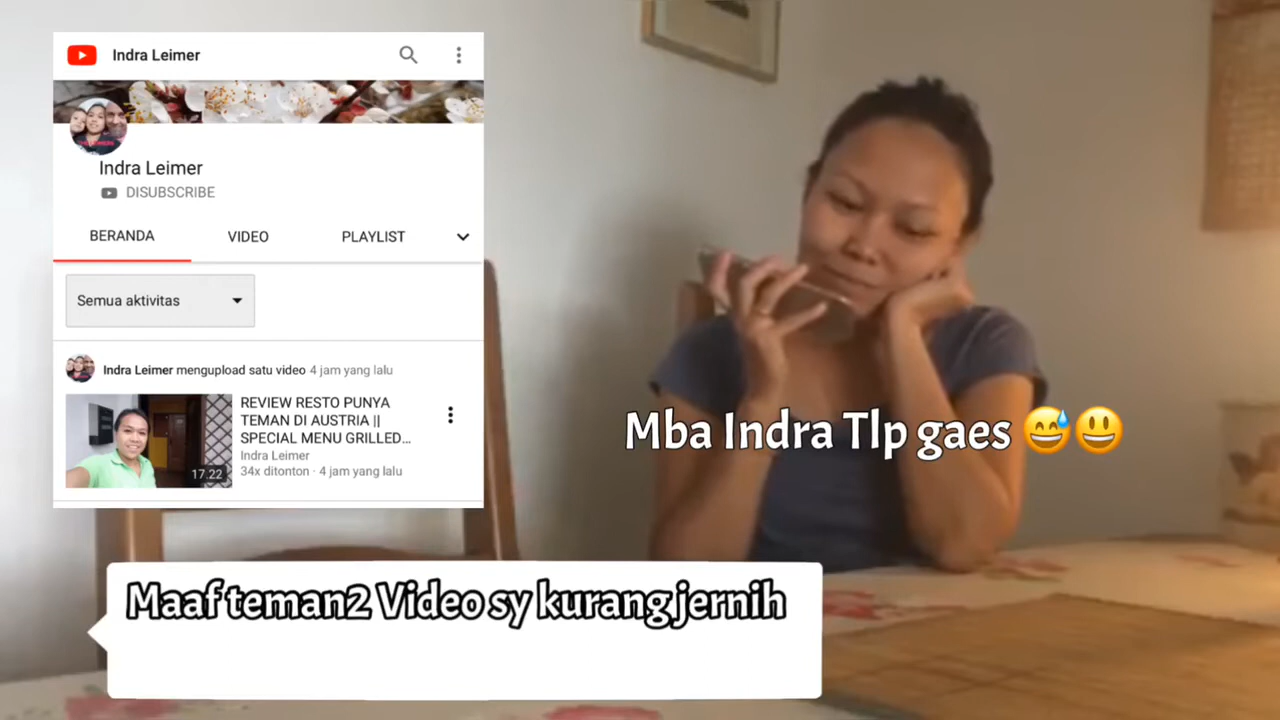 Indra Leimer
Indra Leimer
DISUBSCRIBE
BERANDA VIDEO PLAYLIST
Semua aktivitas
Indra Leimer mengupload satu video 4 jam yang lalu
REVIEW RESTO PUNYA
TEMAN DI AUSTRIA ||
SPECIAL MENU GRILLED...
Indra Leimer
34x ditonton · 4 jam yang lalu
17.22
Mba Indra Tlp gaes 😅😃
Maaf teman2 Video sy kurang jernih